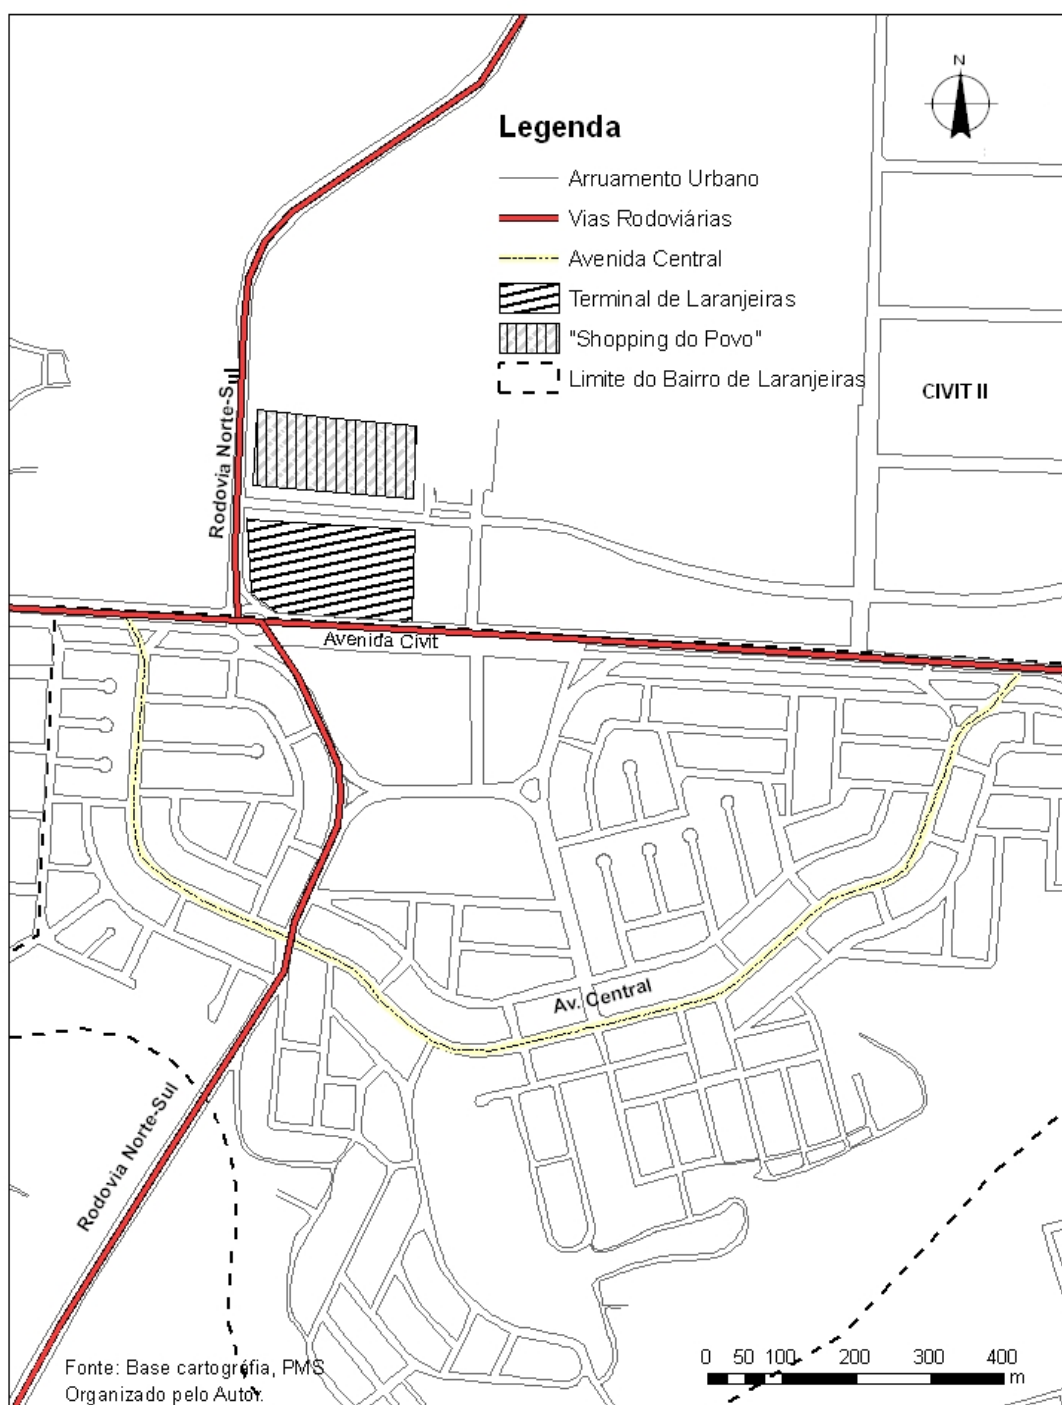 N
Legenda
Arruamento Urbano
Vias Rodoviárias
Avenida Central
Terminal de Laranjeiras
"Shopping do Povo"
Limite do Bairro de Laranjeiras
CIVIT II
Rodovia Norte-Sul
Avenida Civit
Av. Central
Rodovia Norte-Sul
0 50 100 200 300 400
m
Fonte: Base cartográfia, PMS
Organizado pelo Autor.